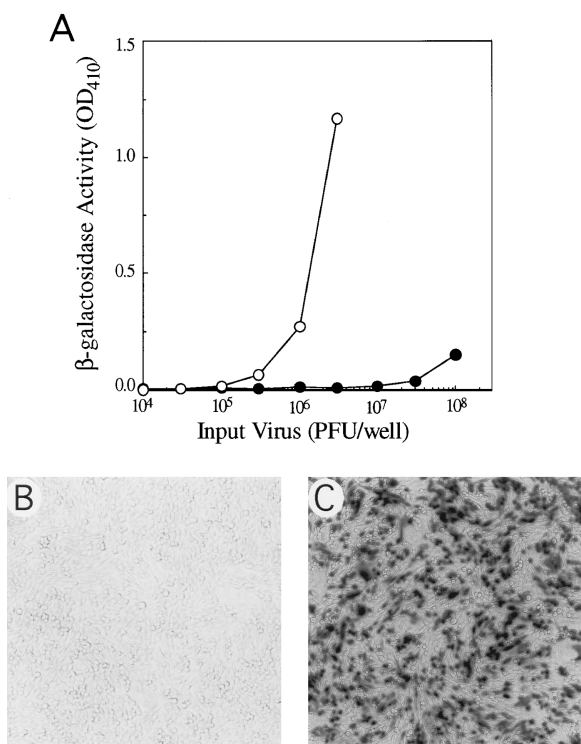 A
β-galactosidase Activity (OD410)
1.5
1.0
0.5
0.0
10^4 10^5 10^6 10^7 10^8
Input Virus (PFU/well)
B
C